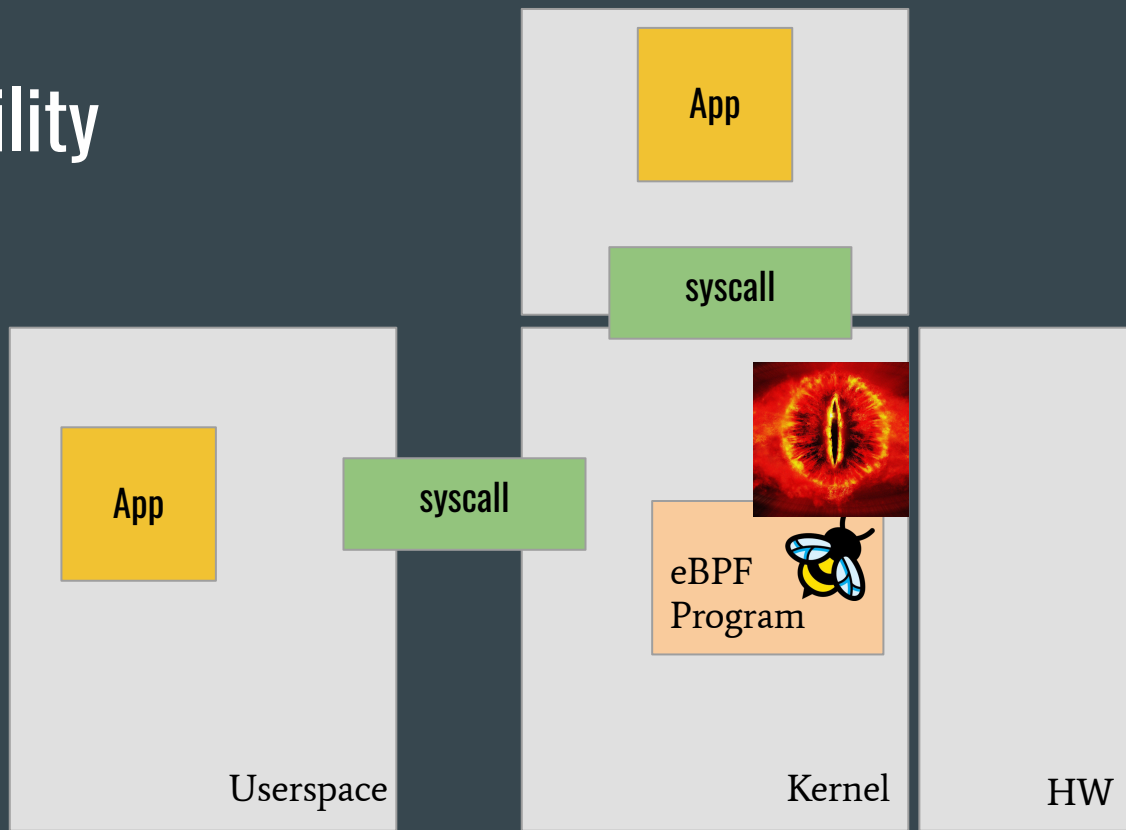 ility
App
syscall
App
syscall
eBPF
Program
Userspace
Kernel
HW